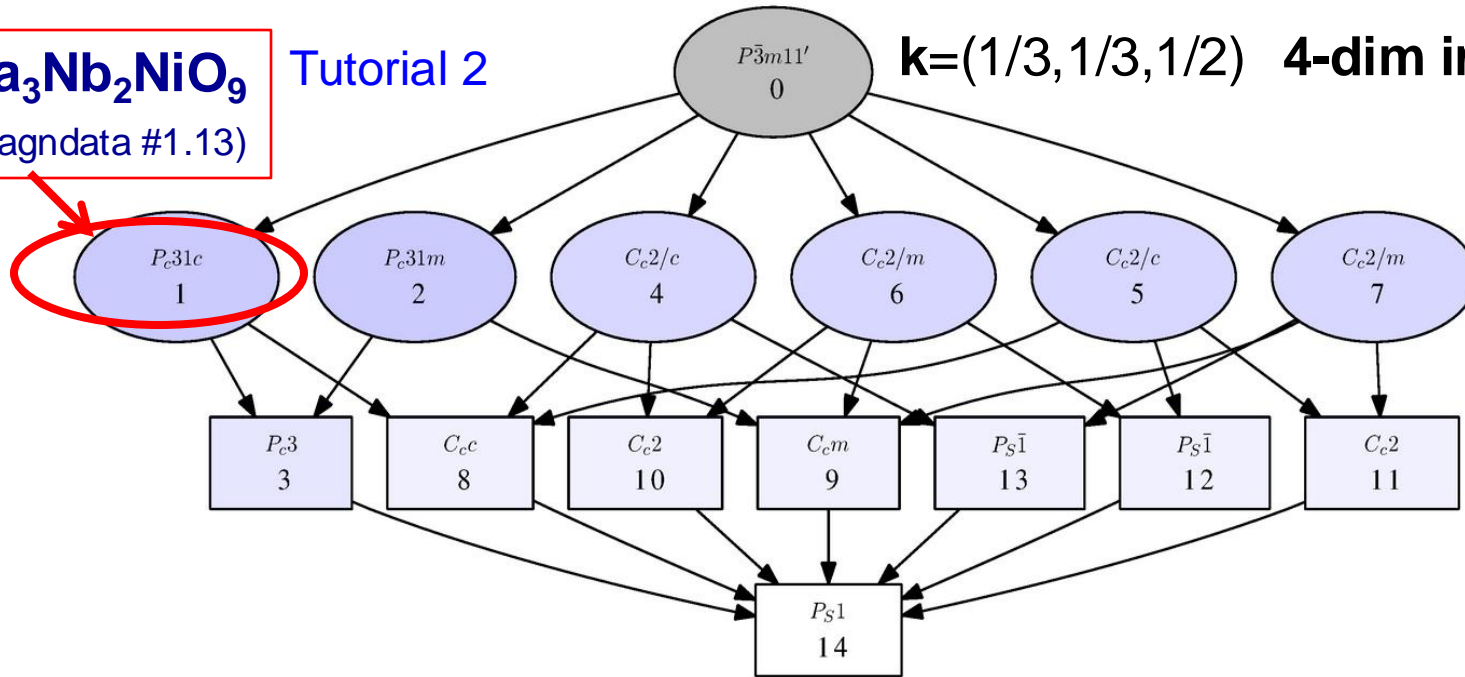 a₃Nb₂NiO₉
Tutorial 2
agndata #1.13)
k=(1/3,1/3,1/2) 4-dim ir
P3̄m11′
0
P_c31c
1
P_c31m
2
C_c2/c
4
C_c2/m
6
C_c2/c
5
C_c2/m
7
P_c3
3
C_cc
8
C_c2
10
C_cm
9
P_S1̄
13
P_S1̄
12
C_c2
11
P_S1
14